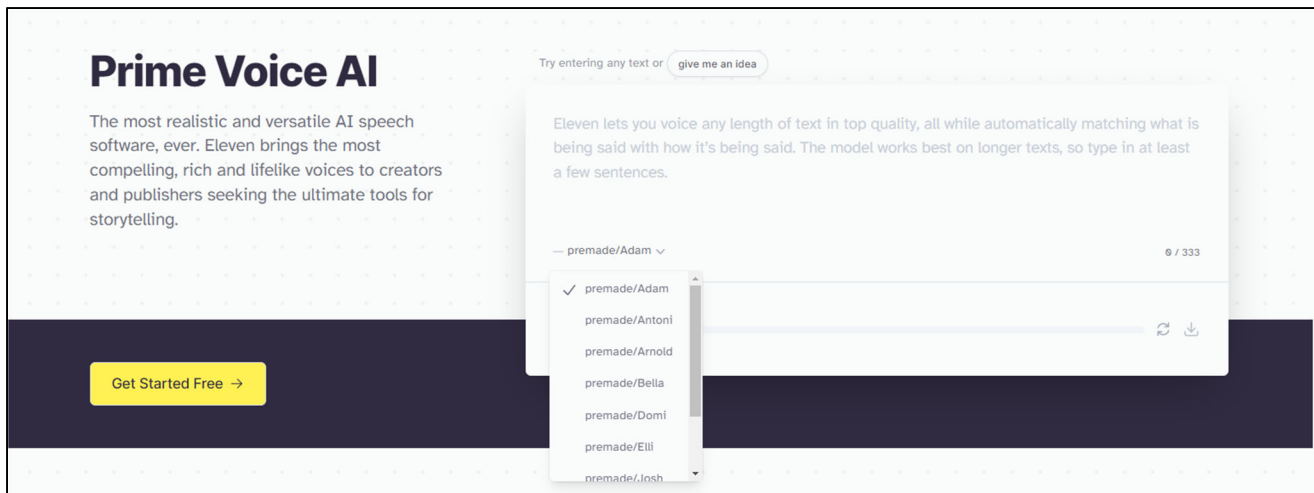 Prime Voice AI
The most realistic and versatile AI speech
software, ever. Eleven brings the most
compelling, rich and lifelike voices to creators
and publishers seeking the ultimate tools for
storytelling.
Get Started Free →
Try entering any text or give me an idea
Eleven lets you voice any length of text in top quality, all while automatically matching what is
being said with how it's being said. The model works best on longer texts, so type in at least
a few sentences.
— premade/Adam
0 / 333
premade/Adam
premade/Antoni
premade/Arnold
premade/Bella
premade/Domi
premade/Elli
premade/Josh